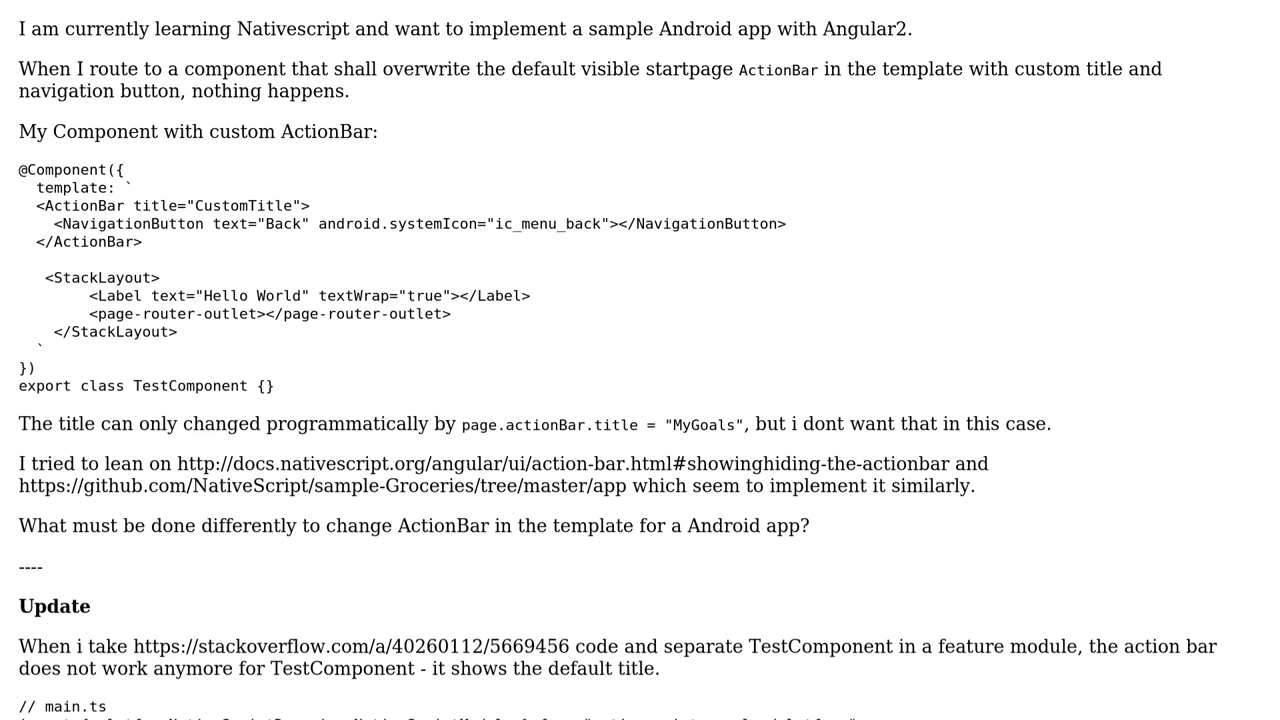 I am currently learning Nativescript and want to implement a sample Android app with Angular2.
When I route to a component that shall overwrite the default visible startpage ActionBar in the template with custom title and
navigation button, nothing happens.
My Component with custom ActionBar:
@Component({
  template: `
  <ActionBar title="CustomTitle">
    <NavigationButton text="Back" android.systemIcon="ic_menu_back"></NavigationButton>
  </ActionBar>
   <StackLayout>
        <Label text="Hello World" textWrap="true"></Label>
        <page-router-outlet></page-router-outlet>
    </StackLayout>
  `
})
export class TestComponent {}
The title can only changed programmatically by page.actionBar.title = "MyGoals", but i dont want that in this case.
I tried to lean on http://docs.nativescript.org/angular/ui/action-bar.html#showinghiding-the-actionbar and
https://github.com/NativeScript/sample-Groceries/tree/master/app which seem to implement it similarly.
What must be done differently to change ActionBar in the template for a Android app?
----
Update
When i take https://stackoverflow.com/a/40260112/5669456 code and separate TestComponent in a feature module, the action bar
does not work anymore for TestComponent - it shows the default title.
// main.ts